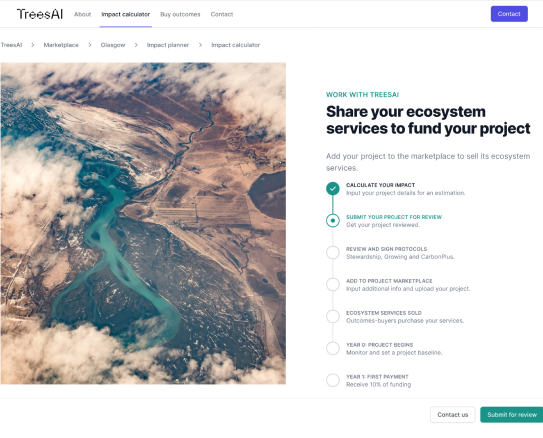 TreesAI
About
Impact calculator
Buy outcomes
Contact
Contact
TreesAI > Marketplace > Glasgow > Impact planner > Impact calculator
WORK WITH TREESAI
Share your ecosystem
services to fund your project
Add your project to the marketplace to sell its ecosystem
services.
CALCULATE YOUR IMPACT
Input your project details for an estimation.
SUBMIT YOUR PROJECT FOR REVIEW
Get your project reviewed.
REVIEW AND SIGN PROTOCOLS
Stewardship, Growing and CarbonPlus.
ADD TO PROJECT MARKETPLACE
Input additional info and upload your project.
ECOSYSTEM SERVICES SOLD
Outcomes-buyers purchase your services.
YEAR 0: PROJECT BEGINS
Monitor and set a project baseline.
YEAR 1: FIRST PAYMENT
Receive 10% of funding
Contact us
Submit for review